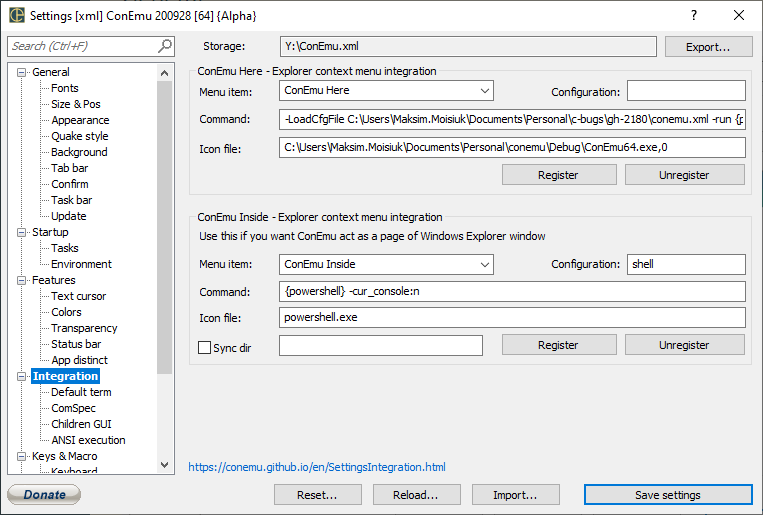 Settings [xml] ConEmu 200928 [64] {Alpha}
Search (Ctrl+F)
Storage: Y:\ConEmu.xml Export...
General
Fonts
Size & Pos
Appearance
Quake style
Background
Tab bar
Confirm
Task bar
Update
Startup
Tasks
Environment
Features
Text cursor
Colors
Transparency
Status bar
App distinct
Integration
Default term
ComSpec
Children GUI
ANSI execution
Keys & Macro
Keyboard
ConEmu Here - Explorer context menu integration
Menu item: ConEmu Here Configuration:
Command: -LoadCfgFile C:\Users\Maksim.Moisiuk\Documents\Personal\c-bugs\gh-2180\conemu.xml -run {p
Icon file: C:\Users\Maksim.Moisiuk\Documents\Personal\conemu\Debug\ConEmu64.exe,0
Register Unregister
ConEmu Inside - Explorer context menu integration
Use this if you want ConEmu act as a page of Windows Explorer window
Menu item: ConEmu Inside Configuration: shell
Command: {powershell} -cur_console:n
Icon file: powershell.exe
Sync dir Register Unregister
https://conemu.github.io/en/SettingsIntegration.html
Donate Reset... Reload... Import... Save settings